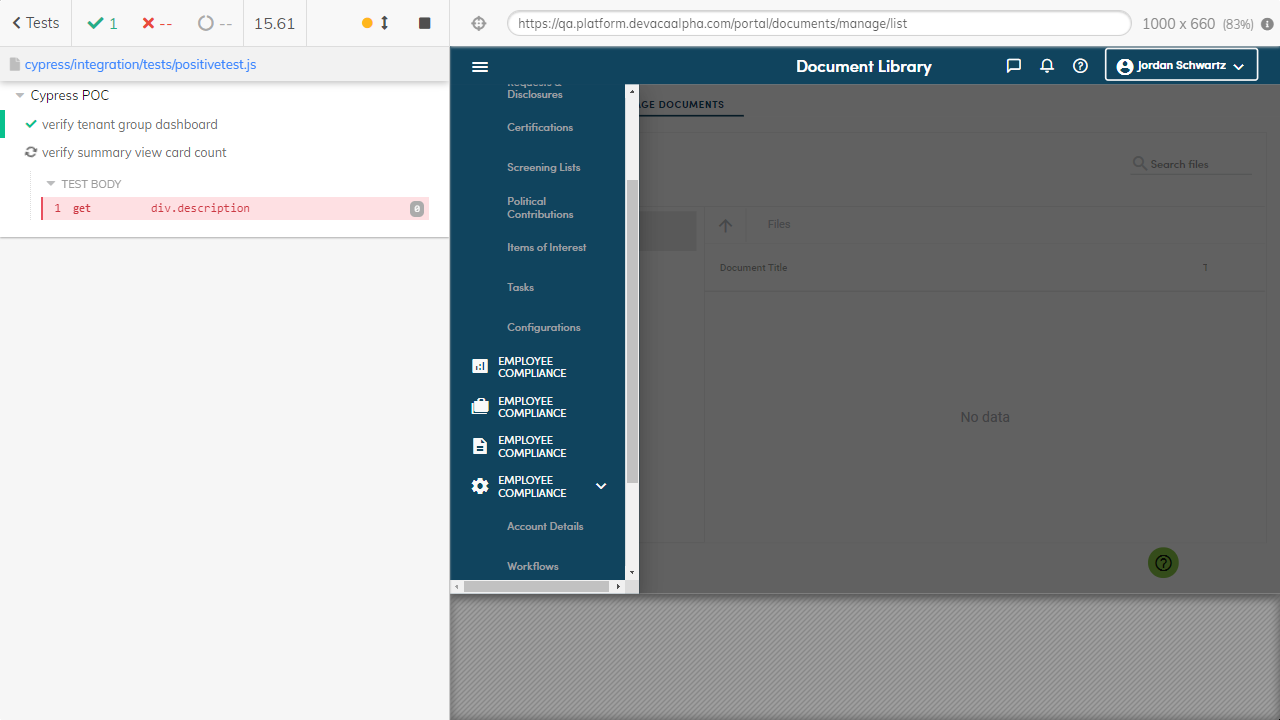 Tests
1
--
--
15.61
https://qa.platform.devacaalpha.com/portal/documents/manage/list
1000 x 660 (83%)
cypress/integration/tests/positivetest.js
Cypress POC
verify tenant group dashboard
verify summary view card count
TEST BODY
1 get div.description 0
Document Library
Jordan Schwartz
Requests &
Disclosures
Certifications
Screening Lists
Political
Contributions
Items of Interest
Tasks
Configurations
EMPLOYEE
COMPLIANCE
EMPLOYEE
COMPLIANCE
EMPLOYEE
COMPLIANCE
EMPLOYEE
COMPLIANCE
Account Details
Workflows
AGE DOCUMENTS
Search files
Files
Document Title
No data